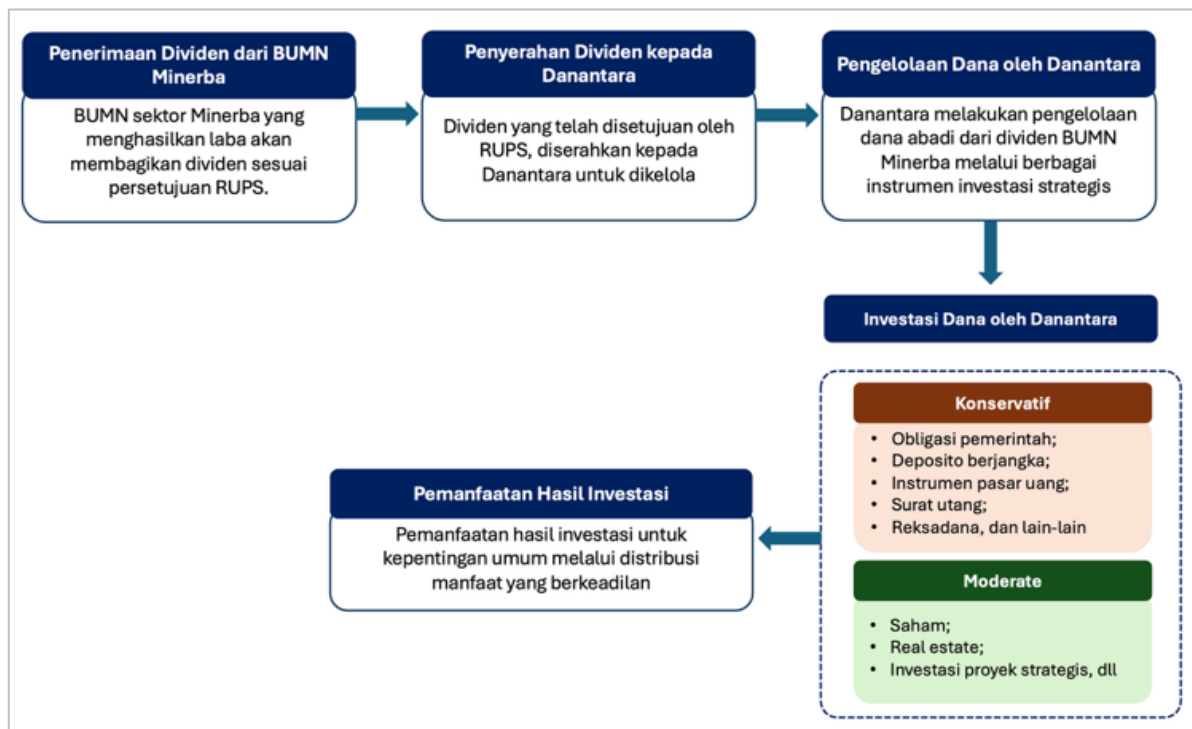 Penerimaan Dividen dari BUMN
Minerba
BUMN sektor Minerba yang
menghasilkan laba akan
membagikan dividen sesuai
persetujuan RUPS.
Penyerahan Dividen kepada
Danantara
Dividen yang telah disetujuan oleh
RUPS, diserahkan kepada
Danantara untuk dikelola
Pengelolaan Dana oleh Danantara
Danantara melakukan pengelolaan
dana abadi dari dividen BUMN
Minerba melalui berbagai
instrumen investasi strategis
Investasi Dana oleh Danantara
Konservatif
• Obligasi pemerintah;
• Deposito berjangka;
• Instrumen pasar uang;
• Surat utang;
• Reksadana, dan lain-lain
Moderate
• Saham;
• Real estate;
• Investasi proyek strategis, dll
Pemanfaatan Hasil Investasi
Pemanfaatan hasil investasi untuk
kepentingan umum melalui distribusi
manfaat yang berkeadilan